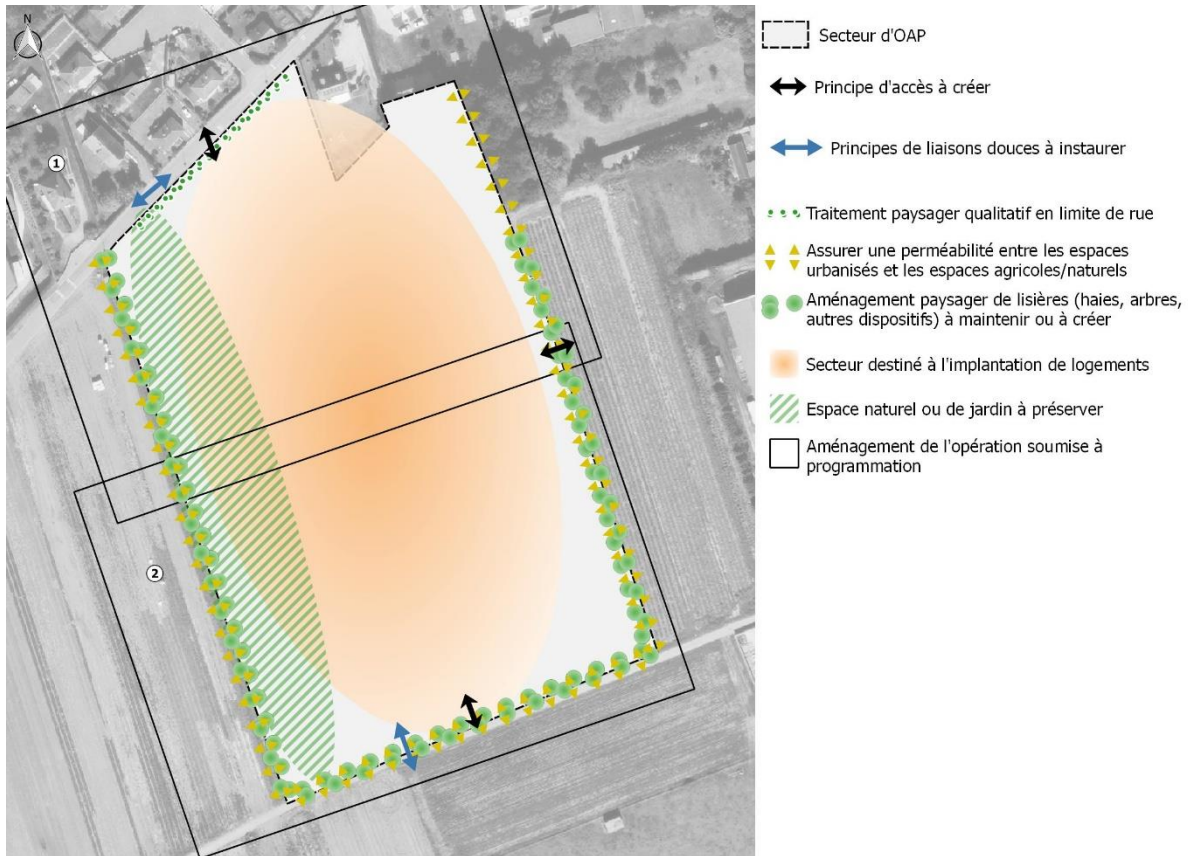 N
1
2
Secteur d'OAP
Principe d'accès à créer
Principes de liaisons douces à instaurer
Traitement paysager qualitatif en limite de rue
Assurer une perméabilité entre les espaces
urbanisés et les espaces agricoles/naturels
Aménagement paysager de lisières (haies, arbres,
autres dispositifs) à maintenir ou à créer
Secteur destiné à l'implantation de logements
Espace naturel ou de jardin à préserver
Aménagement de l'opération soumise à
programmation